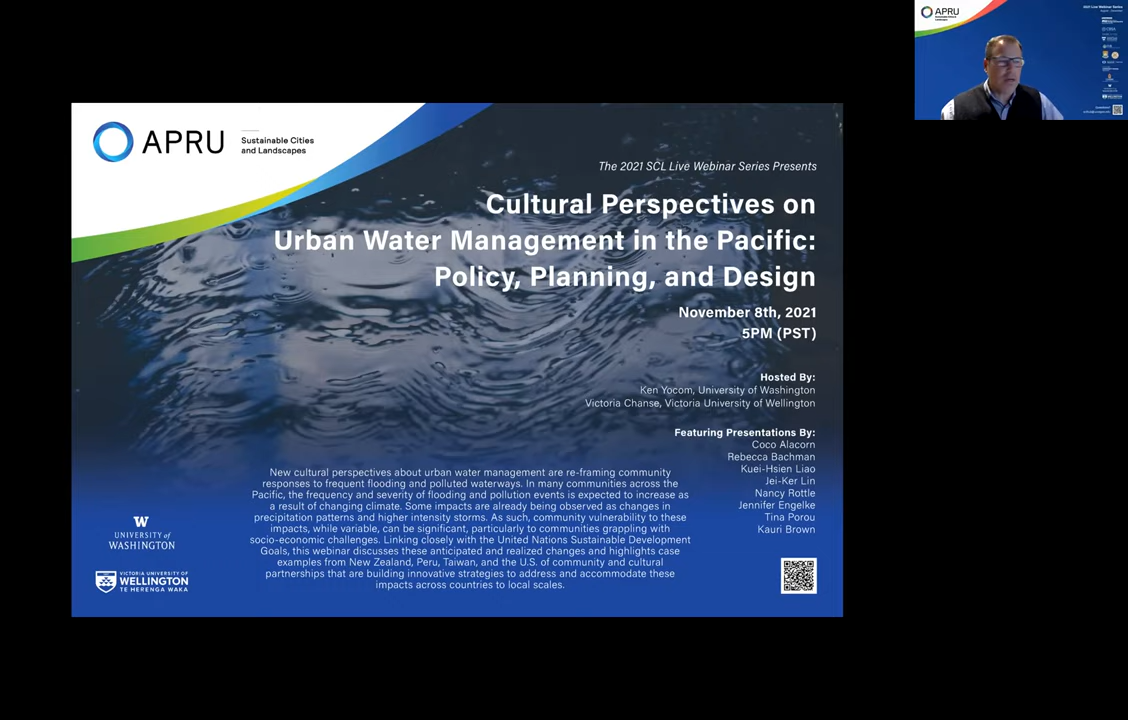 APRU
Sustainable Cities
and Landscapes
The 2021 SCL Live Webinar Series Presents
Cultural Perspectives on
Urban Water Management in the Pacific:
Policy, Planning, and Design
November 8th, 2021
5PM (PST)
Hosted By:
Ken Yocom, University of Washington
Victoria Chanse, Victoria University of Wellington
Featuring Presentations By:
Coco Alacorn
Rebecca Bachman
Kuei-Hsien Liao
Jei-Ker Lin
Nancy Rottle
Jennifer Engelke
Tina Porou
Kauri Brown
New cultural perspectives about urban water management are re-framing community
responses to frequent flooding and polluted waterways. In many communities across the
Pacific, the frequency and severity of flooding and pollution events is expected to increase as
a result of changing climate. Some impacts are already being observed as changes in
precipitation patterns and higher intensity storms. As such, community vulnerability to these
impacts, while variable, can be significant, particularly to communities grappling with
socio-economic challenges. Linking closely with the United Nations Sustainable Development
Goals, this webinar discusses these anticipated and realized changes and highlights case
examples from New Zealand, Peru, Taiwan, and the U.S. of community and cultural
partnerships that are building innovative strategies to address and accommodate these
impacts across countries to local scales.
W
UNIVERSITY of
WASHINGTON
VICTORIA UNIVERSITY OF
WELLINGTON
TE HERENGA WAKA
APRU
2021 Live Webinar Series